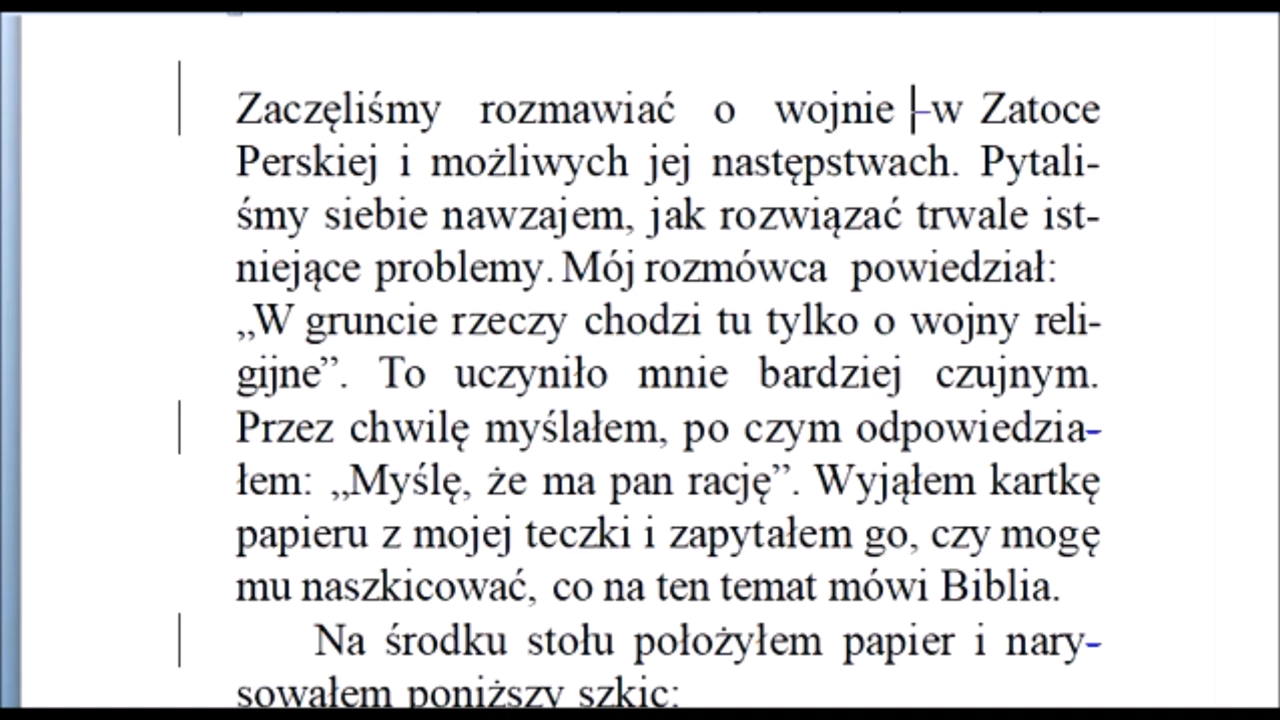 Zaczęliśmy rozmawiać o wojnie -w Zatoce
Perskiej i możliwych jej następstwach. Pytali-
śmy siebie nawzajem, jak rozwiązać trwale ist-
niejące problemy. Mój rozmówca powiedział:
„W gruncie rzeczy chodzi tu tylko o wojny reli-
gijne”. To uczyniło mnie bardziej czujnym.
Przez chwilę myślałem, po czym odpowiedzia-
łem: „Myślę, że ma pan rację”. Wyjąłem kartkę
papieru z mojej teczki i zapytałem go, czy mogę
mu naszkicować, co na ten temat mówi Biblia.
Na środku stołu położyłem papier i nary-
sowałem poniższy szkic: